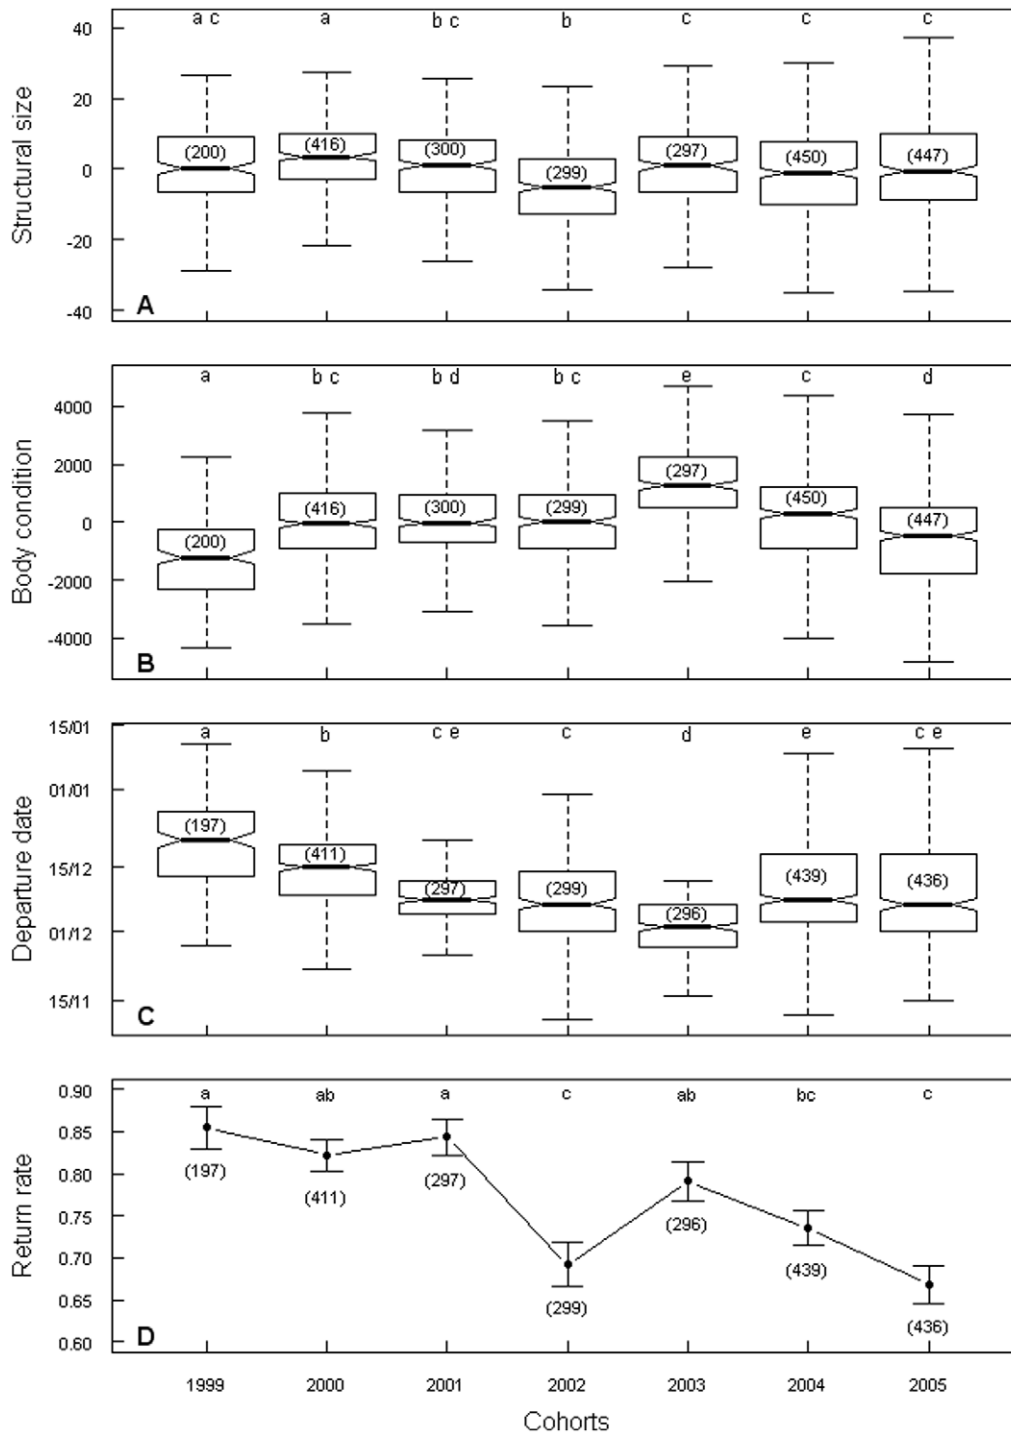 a c a b c b c c c
40
20
0
-20
-40
Structural size
(200) (416) (300) (299) (297) (450) (447)
A
a b c b d b c e c d
4000
2000
0
-2000
-4000
Body condition
(200) (416) (300) (299) (297) (450) (447)
B
a b c e c d e c e
15/01
01/01
15/12
01/12
15/11
Departure date
(197) (411) (297) (299) (296) (439) (436)
C
a ab a c ab bc c
0.90
0.85
0.80
0.75
0.70
0.65
0.60
Return rate
(197) (411) (297) (299) (296) (439) (436)
D
1999 2000 2001 2002 2003 2004 2005
Cohorts